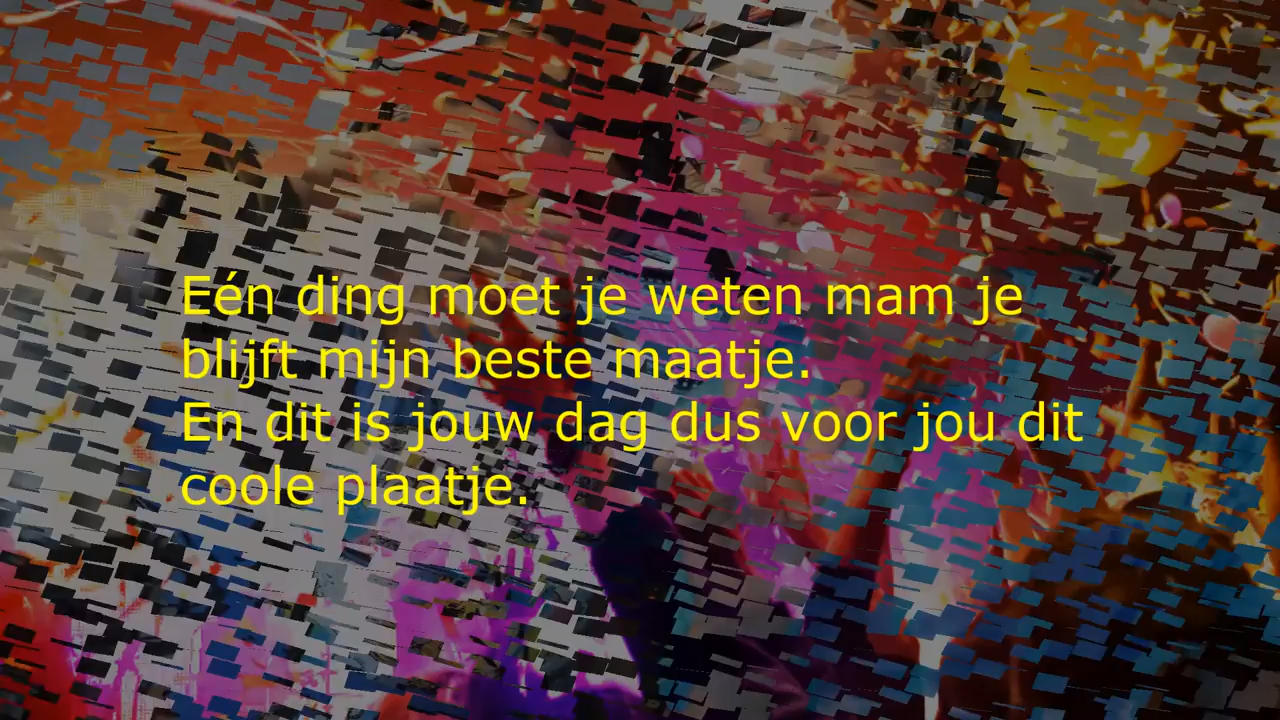 Eén ding moet je weten mam je
blijft mijn beste maatje.
En dit is jouw dag dus voor jou dit
coole plaatje.